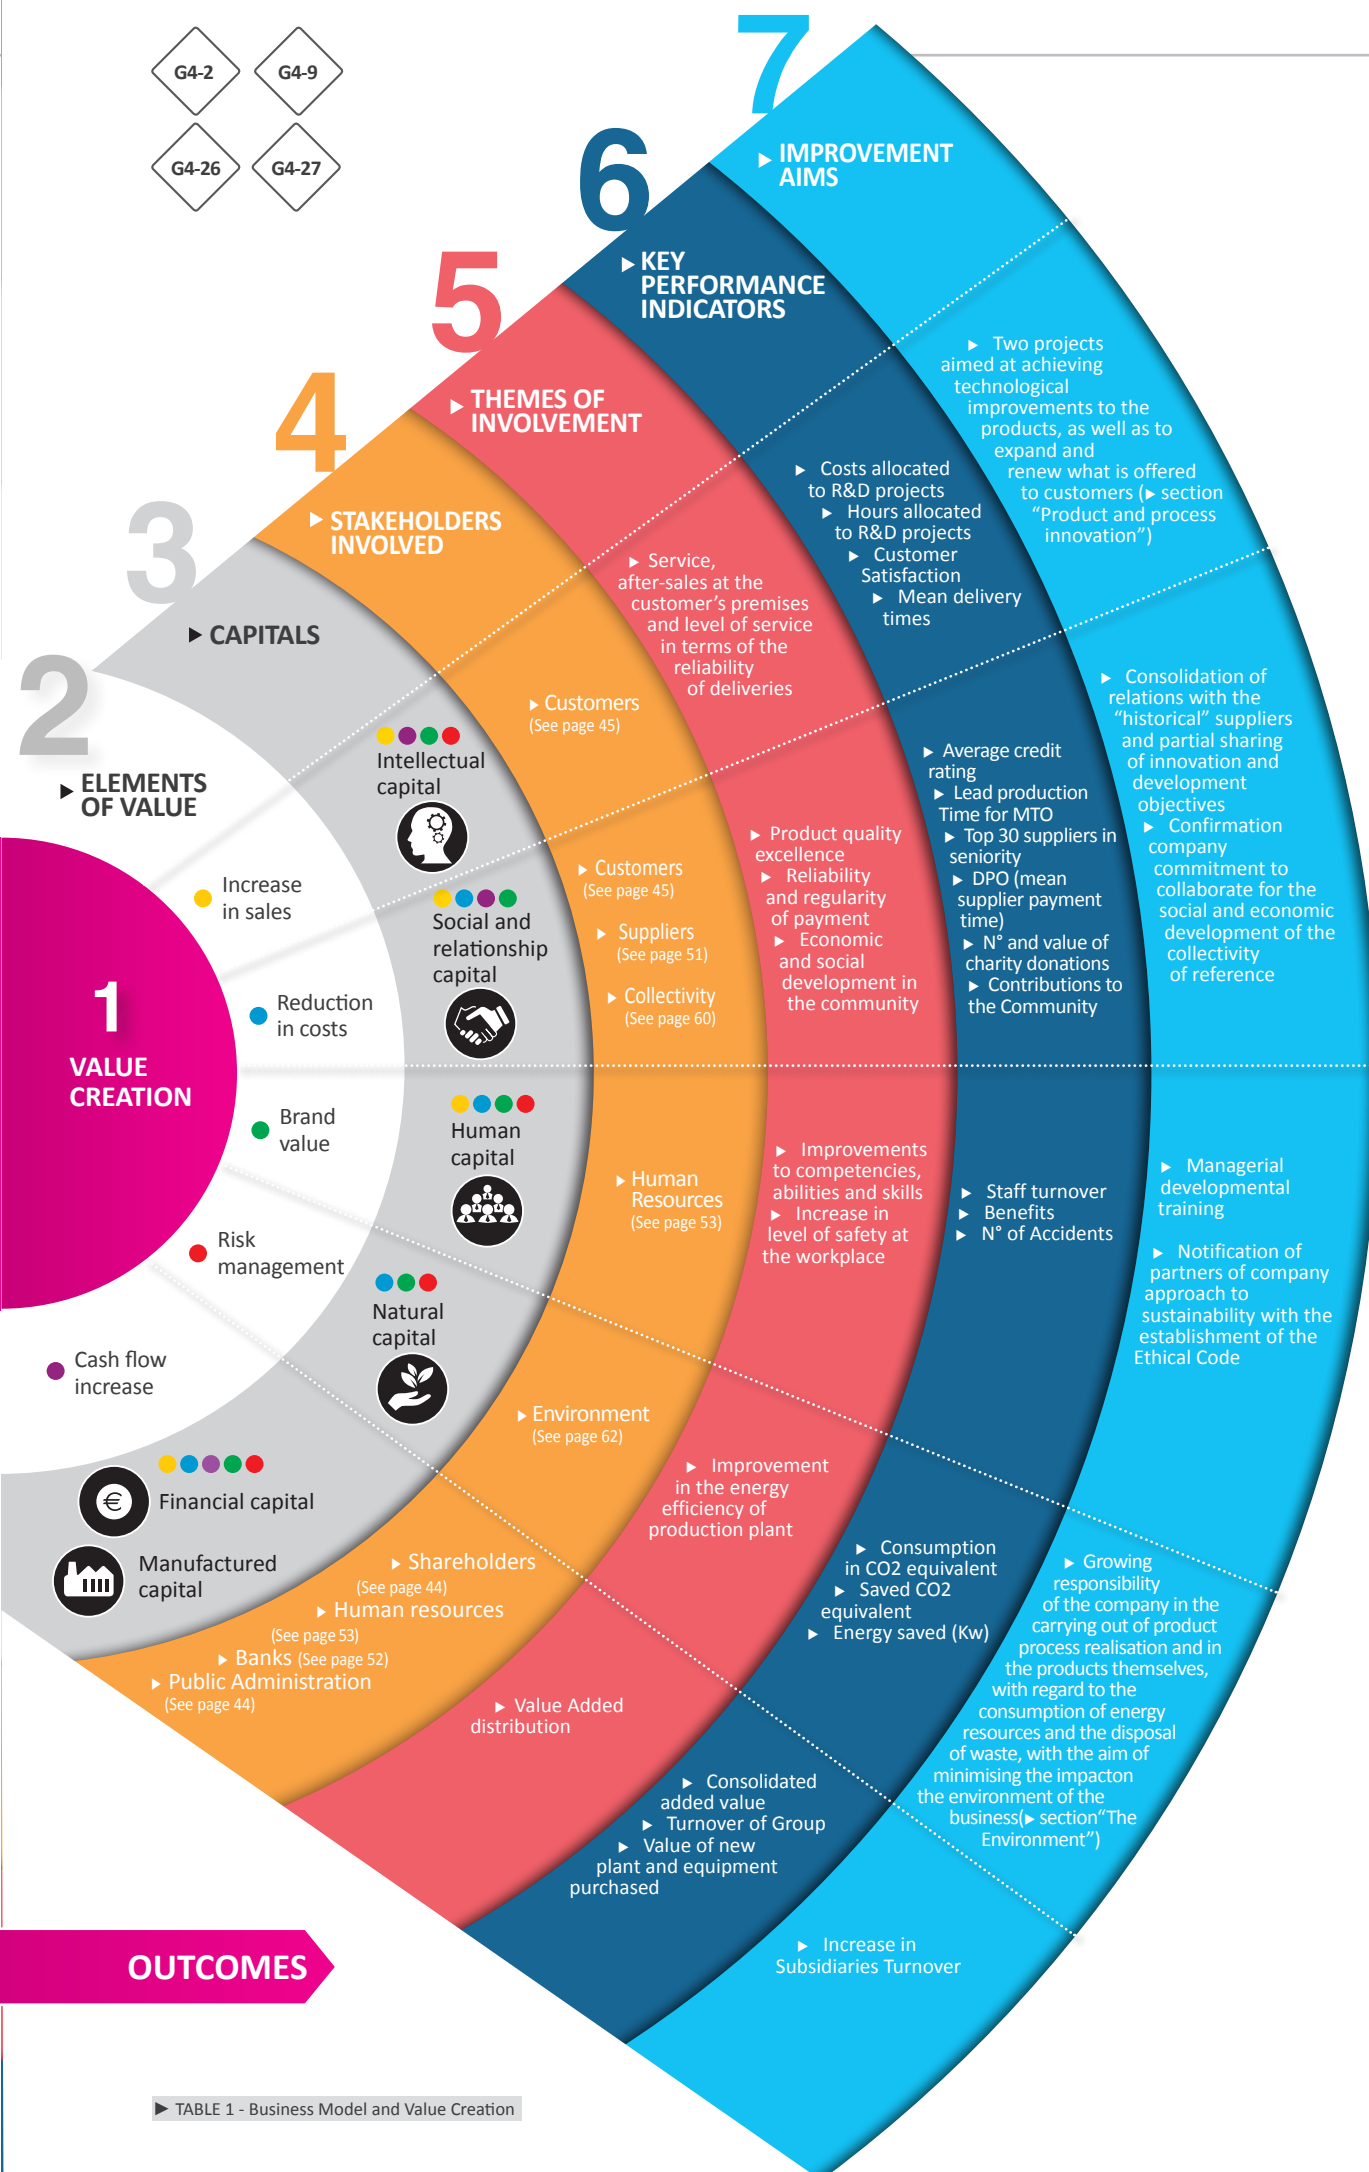 G4-2
G4-9
G4-26
G4-27
7
▶ IMPROVEMENT
AIMS
6
▶ KEY
PERFORMANCE
INDICATORS
5
▶ THEMES OF
INVOLVEMENT
4
▶ STAKEHOLDERS
INVOLVED
3
▶ CAPITALS
2
▶ ELEMENTS
OF VALUE
1
VALUE
CREATION
Increase
in sales
Reduction
in costs
Brand
value
Risk
management
Cash flow
increase
Intellectual
capital
Social and
relationship
capital
Human
capital
Natural
capital
€
Financial capital
Manufactured
capital
▶ Customers
(See page 45)
▶ Customers
(See page 45)
▶ Suppliers
(See page 51)
▶ Collectivity
(See page 60)
▶ Human
Resources
(See page 53)
▶ Environment
(See page 62)
▶ Shareholders
(See page 44)
▶ Human resources
(See page 53)
▶ Banks (See page 52)
▶ Public Administration
(See page 44)
▶ Service,
after-sales at the
customer's premises
and level of service
in terms of the
reliability
of deliveries
▶ Product quality
excellence
▶ Reliability
and regularity
of payment
▶ Economic
and social
development in
the community
▶ Improvements
to competencies,
abilities and skills
▶ Increase in
level of safety at
the workplace
▶ Improvement
in the energy
efficiency of
production plant
▶ Value Added
distribution
▶ Costs allocated
to R&D projects
▶ Hours allocated
to R&D projects
▶ Customer
Satisfaction
▶ Mean delivery
times
▶ Average credit
rating
▶ Lead production
Time for MTO
▶ Top 30 suppliers in
seniority
▶ DPO (mean
supplier payment
time)
▶ N° and value of
charity donations
▶ Contributions to
the Community
▶ Staff turnover
▶ Benefits
▶ N° of Accidents
▶ Consumption
in CO2 equivalent
▶ Saved CO2
equivalent
▶ Energy saved (Kw)
▶ Consolidated
added value
▶ Turnover of Group
▶ Value of new
plant and equipment
purchased
▶ Two projects
aimed at achieving
technological
improvements to the
products, as well as to
expand and
renew what is offered
to customers (▶ section
“Product and process
innovation”)
▶ Consolidation of
relations with the
“historical” suppliers
and partial sharing
of innovation and
development
objectives
▶ Confirmation
company
commitment to
collaborate for the
social and economic
development of the
collectivity
of reference
▶ Managerial
developmental
training
▶ Notification of
partners of company
approach to
sustainability with the
establishment of the
Ethical Code
▶ Growing
responsibility
of the company in the
carrying out of product
process realisation and in
the products themselves,
with regard to the
consumption of energy
resources and the disposal
of waste, with the aim of
minimising the impacton
the environment of the
business(▶ section“The
Environment”)
▶ Increase in
Subsidiaries Turnover
OUTCOMES
▶ TABLE 1 - Business Model and Value Creation